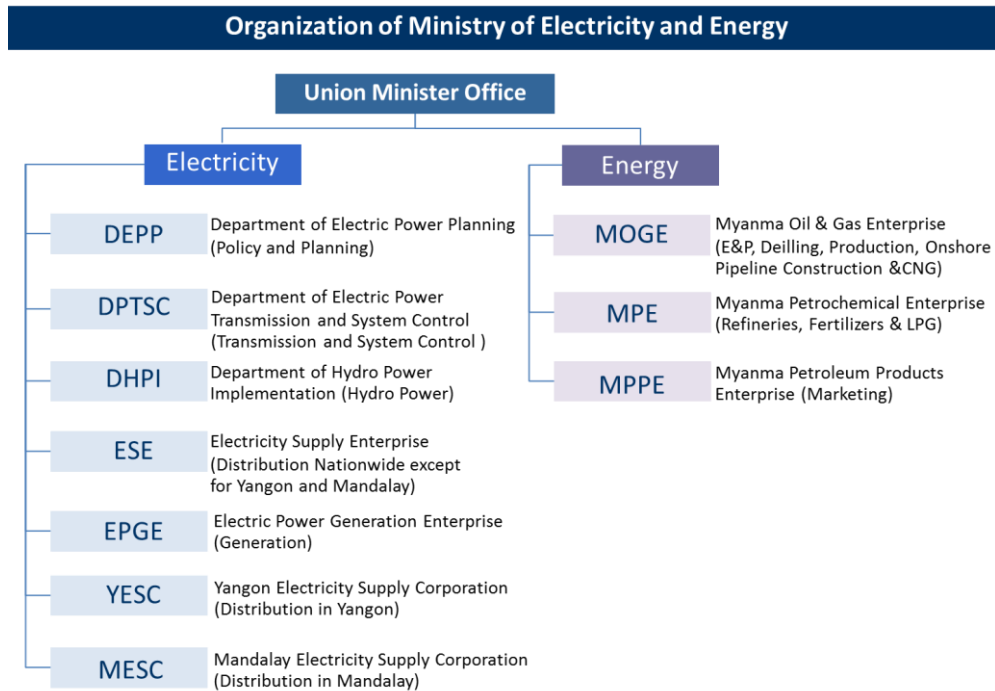 Organization of Ministry of Electricity and Energy
Union Minister Office
Electricity
DEPP
Department of Electric Power Planning
(Policy and Planning)
DPTSC
Department of Electric Power
Transmission and System Control
(Transmission and System Control )
DHPI
Department of Hydro Power
Implementation (Hydro Power)
ESE
Electricity Supply Enterprise
(Distribution Nationwide except
for Yangon and Mandalay)
EPGE
Electric Power Generation Enterprise
(Generation)
YESC
Yangon Electricity Supply Corporation
(Distribution in Yangon)
MESC
Mandalay Electricity Supply Corporation
(Distribution in Mandalay)
Energy
MOGE
Myanma Oil & Gas Enterprise
(E&P, Deilling, Production, Onshore
Pipeline Construction &CNG)
MPE
Myanma Petrochemical Enterprise
(Refineries, Fertilizers & LPG)
MPPE
Myanma Petroleum Products
Enterprise (Marketing)